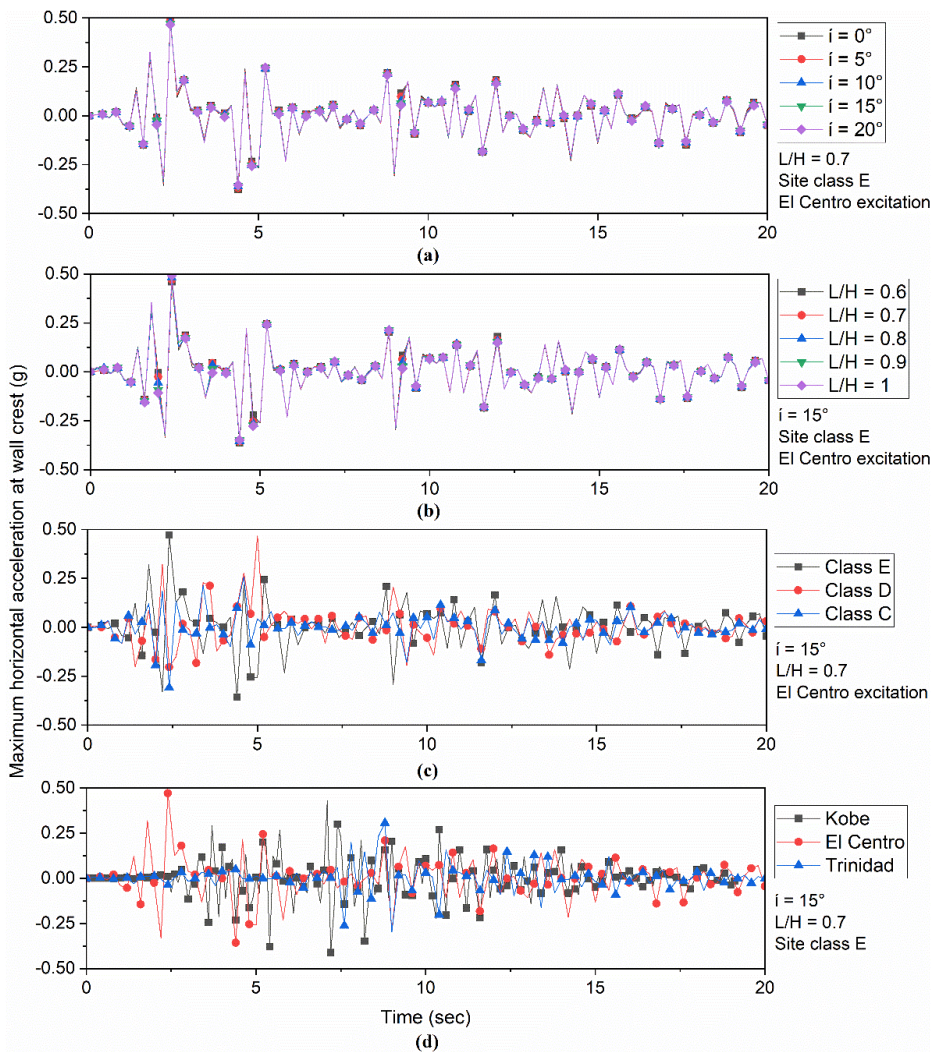 Maximum horizontal acceleration at wall crest (g)
0.50
0.25
0.00
-0.25
-0.50
0 5 10 15 20
(a)
í = 0°
í = 5°
í = 10°
í = 15°
í = 20°
L/H = 0.7
Site class E
El Centro excitation
0.50
0.25
0.00
-0.25
-0.50
0 5 10 15 20
(b)
L/H = 0.6
L/H = 0.7
L/H = 0.8
L/H = 0.9
L/H = 1
í = 15°
Site class E
El Centro excitation
0.50
0.25
0.00
-0.25
-0.50
0 5 10 15 20
(c)
Class E
Class D
Class C
í = 15°
L/H = 0.7
El Centro excitation
0.50
0.25
0.00
-0.25
-0.50
0 5 10 15 20
Time (sec)
(d)
Kobe
El Centro
Trinidad
í = 15°
L/H = 0.7
Site class E